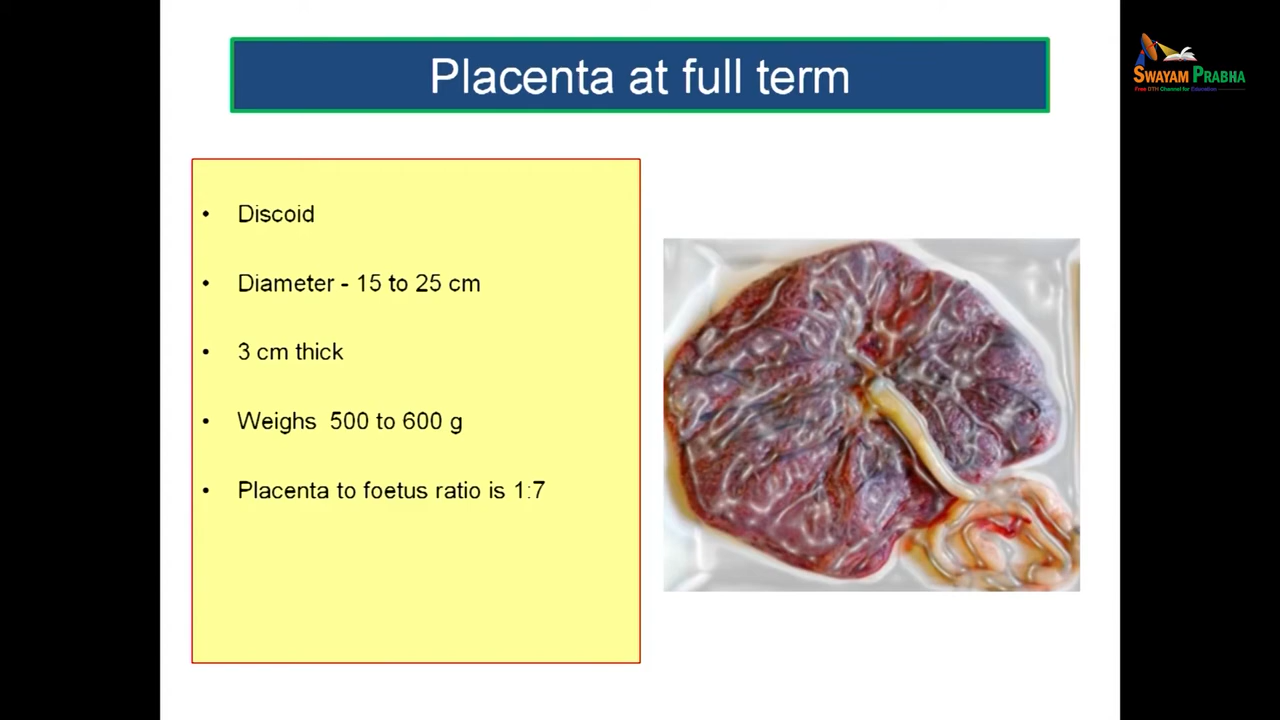 Placenta at full term
SWAYAM PRABHA
Free DTH Channel for Education
• Discoid
• Diameter - 15 to 25 cm
• 3 cm thick
• Weighs 500 to 600 g
• Placenta to foetus ratio is 1:7